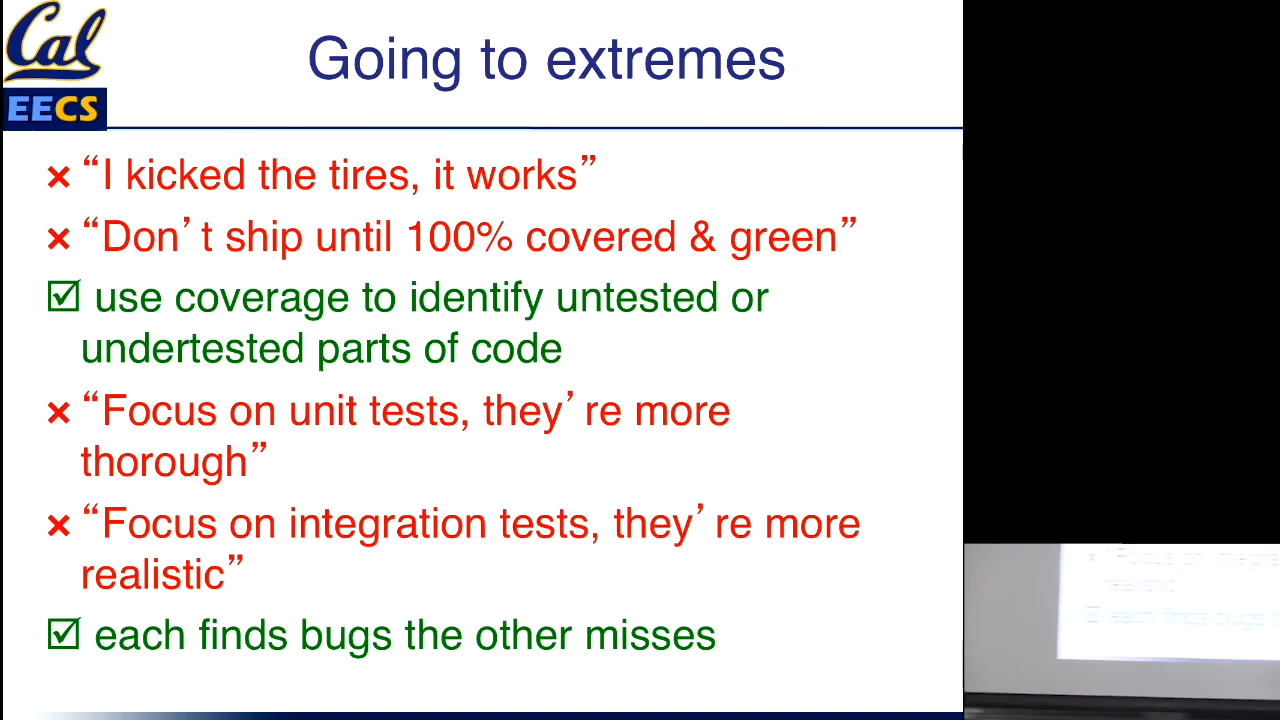 Cal
EECS
Going to extremes
× “I kicked the tires, it works”
× “Don’t ship until 100% covered & green”
☑ use coverage to identify untested or
undertested parts of code
× “Focus on unit tests, they’re more
thorough”
× “Focus on integration tests, they’re more
realistic”
☑ each finds bugs the other misses